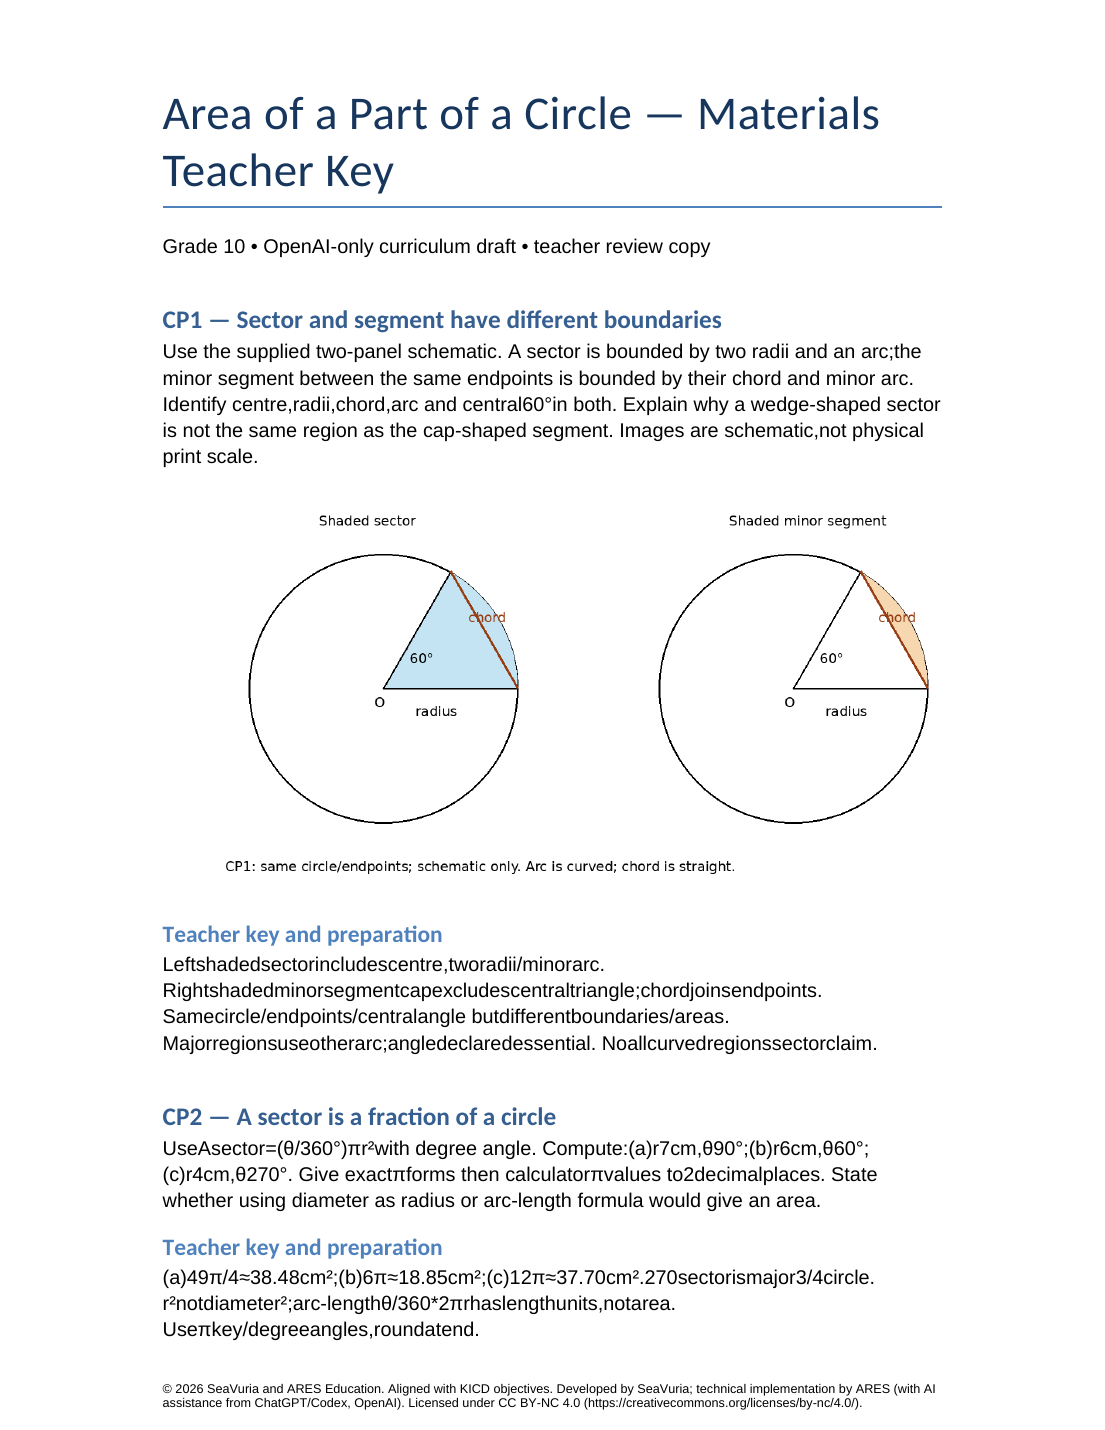 Area of a Part of a Circle — Materials
Teacher Key
Grade 10 • OpenAI-only curriculum draft • teacher review copy
CP1 — Sector and segment have different boundaries
Use the supplied two-panel schematic. A sector is bounded by two radii and an arc;the
minor segment between the same endpoints is bounded by their chord and minor arc.
Identify centre,radii,chord,arc and central60°in both. Explain why a wedge-shaped sector
is not the same region as the cap-shaped segment. Images are schematic,not physical
print scale.
Shaded sector
chord
60°
O
radius
Shaded minor segment
chord
60°
O
radius
CP1: same circle/endpoints; schematic only. Arc is curved; chord is straight.
Teacher key and preparation
Leftshadedsectorincludescentre,tworadii/minorarc.
Rightshadedminorsegmentcapexcludescentraltriangle;chordjoinsendpoints.
Samecircle/endpoints/centralangle butdifferentboundaries/areas.
Majorregionsuseotherarc;angledeclaredessential. Noallcurvedregionssectorclaim.
CP2 — A sector is a fraction of a circle
UseAsector=(θ/360°)πr²with degree angle. Compute:(a)r7cm,θ90°;(b)r6cm,θ60°;
(c)r4cm,θ270°. Give exactπforms then calculatorπvalues to2decimalplaces. State
whether using diameter as radius or arc-length formula would give an area.
Teacher key and preparation
(a)49π/4≈38.48cm²;(b)6π≈18.85cm²;(c)12π≈37.70cm².270sectorismajor3/4circle.
r²notdiameter²;arc-lengthθ/360*2πrhaslengthunits,notarea.
Useπkey/degreeangles,roundatend.
© 2026 SeaVuria and ARES Education. Aligned with KICD objectives. Developed by SeaVuria; technical implementation by ARES (with AI
assistance from ChatGPT/Codex, OpenAI). Licensed under CC BY-NC 4.0 (https://creativecommons.org/licenses/by-nc/4.0/).